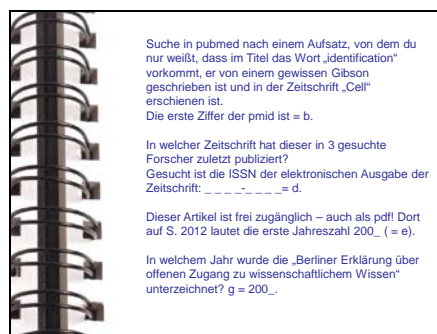 Suche in pubmed nach einem Aufsatz, von dem du
nur weißt, dass im Titel das Wort „identification"
vorkommt, er von einem gewissen Gibson
geschrieben ist und in der Zeitschrift „Cell"
erschienen ist.
Die erste Ziffer der pmid ist = b.
In welcher Zeitschrift hat dieser in 3 gesuchte
Forscher zuletzt publiziert?
Gesucht ist die ISSN der elektronischen Ausgabe der
Zeitschrift: _ _ _ _-_ _ _ _= d.
Dieser Artikel ist frei zugänglich – auch als pdf! Dort
auf S. 2012 lautet die erste Jahreszahl 200_ ( = e).
In welchem Jahr wurde die „Berliner Erklärung über
offenen Zugang zu wissenschaftlichem Wissen"
unterzeichnet? g = 200_.